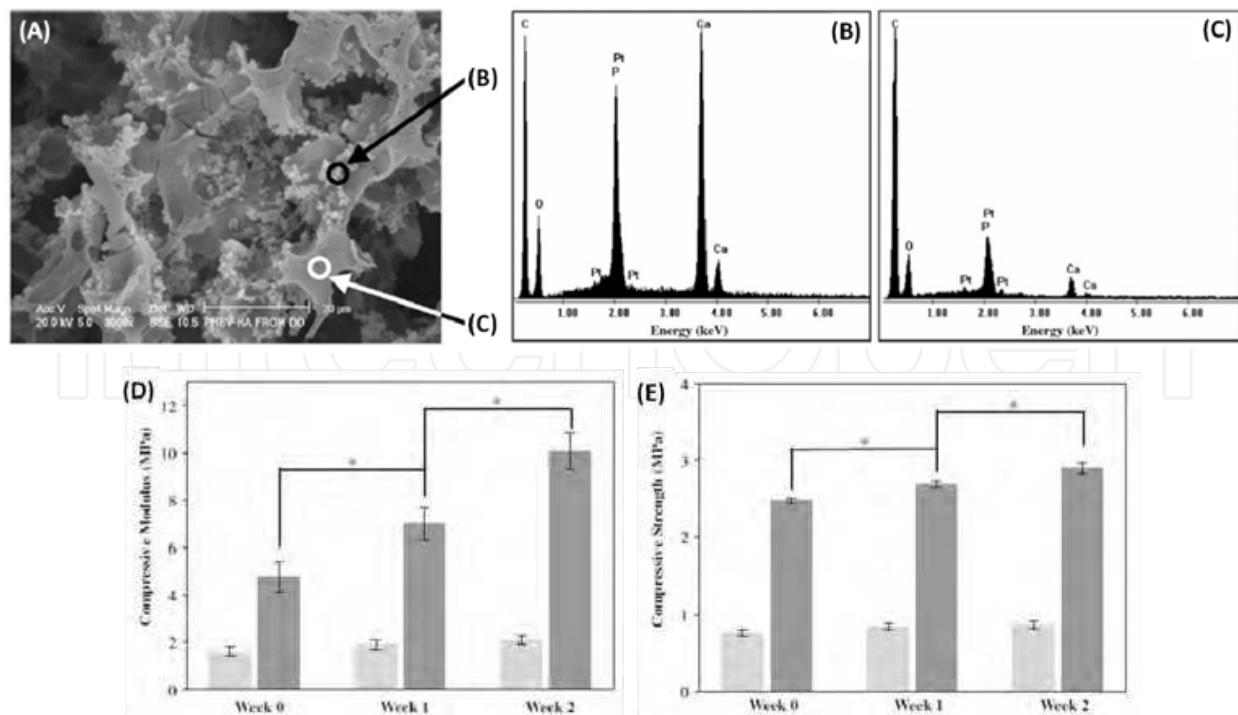 (A)
(B)
(C)
Acc.V Spot Magn Det WD 20 µm
20.0 kV 5.0 3000x BSE 10.5 PHBV-HA FROM DO
(B)
C
O
Pt
P
Pt
Pt
Ca
Ca
1.00 2.00 3.00 4.00 5.00 6.00
Energy (keV)
(C)
C
O
Pt
P
Pt
Pt
Ca
Ca
1.00 2.00 3.00 4.00 5.00 6.00
Energy (keV)
(D)
Compressive Modulus (MPa)
12
10
8
6
4
2
0
*
*
Week 0 Week 1 Week 2
(E)
Compressive Strength (MPa)
4
3
2
1
0
*
*
Week 0 Week 1 Week 2